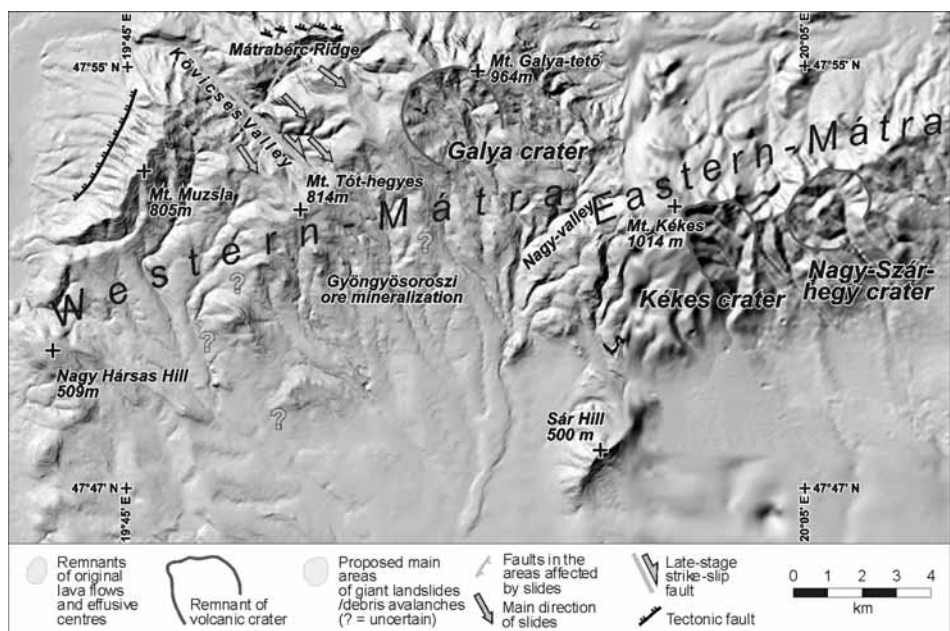 19°45' E
47°55' N
Mátrabérc Ridge
Kövicses Valley
Mt. Galya-tető
964m
20°05' E
47°55' N
Galya crater
Mt. Muzsla
805m
Mt. Tót-hegyes
814m
Western-Mátra
Eastern-Mátra
Nagy-valley
Mt. Kékes
1014 m
?
?
?
?
Gyöngyösoroszi
ore mineralization
Kékes crater
Nagy-Szár-
hegy crater
Nagy Hársas Hill
509m
Sár Hill
500 m
47°47' N
19°45' E
47°47' N
20°05' E
Remnants
of original
lava flows
and effusive
centres
Remnant of
volcanic crater
Proposed main
areas
of giant landslides
/debris avalanches
(? = uncertain)
Faults in the
areas affected
by slides
Main direction
of slides
Late-stage
strike-slip
fault
Tectonic fault
0 1 2 3 4
km